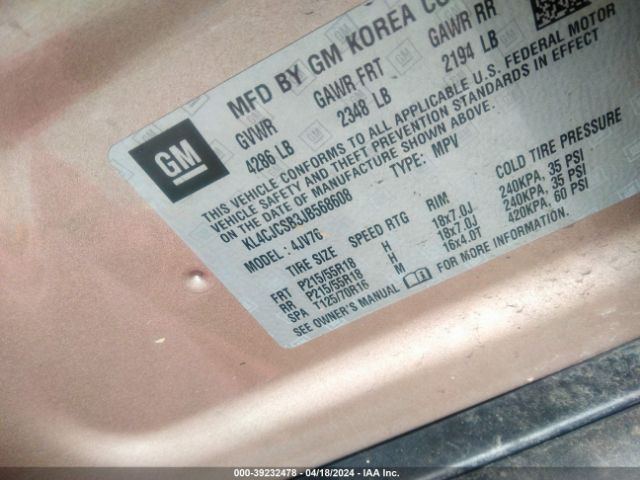 MFD BY GM KOREA CO
GVWR GAWR FRT GAWR RR
4286 LB 2348 LB 2194 LB
GM
THIS VEHICLE CONFORMS TO ALL APPLICABLE U.S. FEDERAL MOTOR
VEHICLE SAFETY AND THEFT PREVENTION STANDARDS IN EFFECT
ON THE DATE OF MANUFACTURE SHOWN ABOVE.
KL4CJCSB3JB568608 TYPE: MPV
MODEL: 4JV76
TIRE SIZE SPEED RTG RIM COLD TIRE PRESSURE
FRT P215/55R18 H 18x7.0J 240KPA, 35 PSI
RR P215/55R18 H 18x7.0J 240KPA, 35 PSI
SPA T125/70R16 M 16x4.0T 420KPA, 60 PSI
SEE OWNER'S MANUAL FOR MORE INFORMATION.
000-39232478 - 04/18/2024 - IAA Inc.